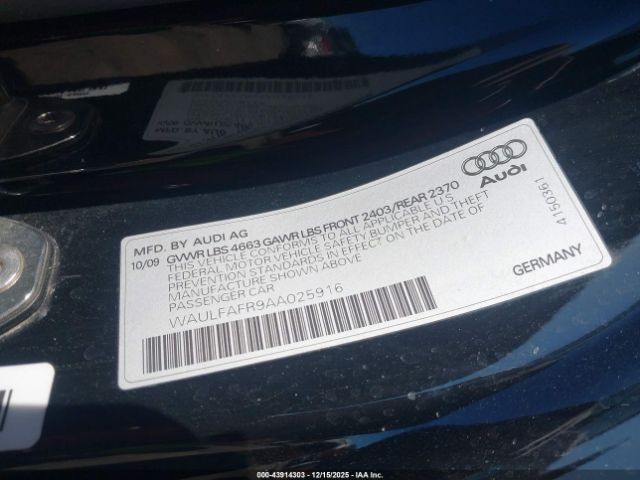 Audi
4150361
MFD. BY AUDI AG
10/09 GVWR LBS 4663 GAWR LBS FRONT 2403/REAR 2370
THIS VEHICLE CONFORMS TO ALL APPLICABLE U.S.
FEDERAL MOTOR VEHICLE SAFETY BUMPER AND THEFT
PREVENTION STANDARDS IN EFFECT ON THE DATE OF
MANUFACTURE SHOWN ABOVE
PASSENGER CAR
GERMANY
WAULFAFR9AA025916
000-43914303 - 12/15/2025 - IAA Inc.